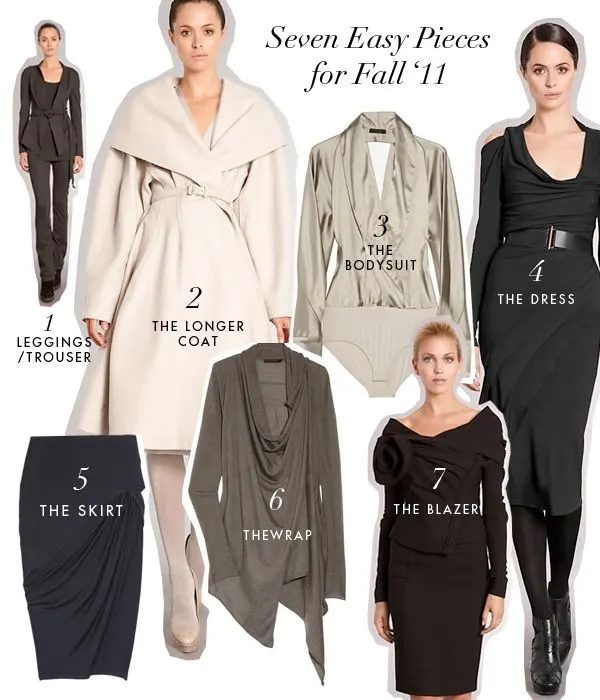 Seven Easy Pieces
for Fall ‘11
1
LEGGINGS
/TROUSER
2
THE LONGER
COAT
3
THE
BODYSUIT
4
THE DRESS
5
THE SKIRT
6
THEWRAP
7
THE BLAZER